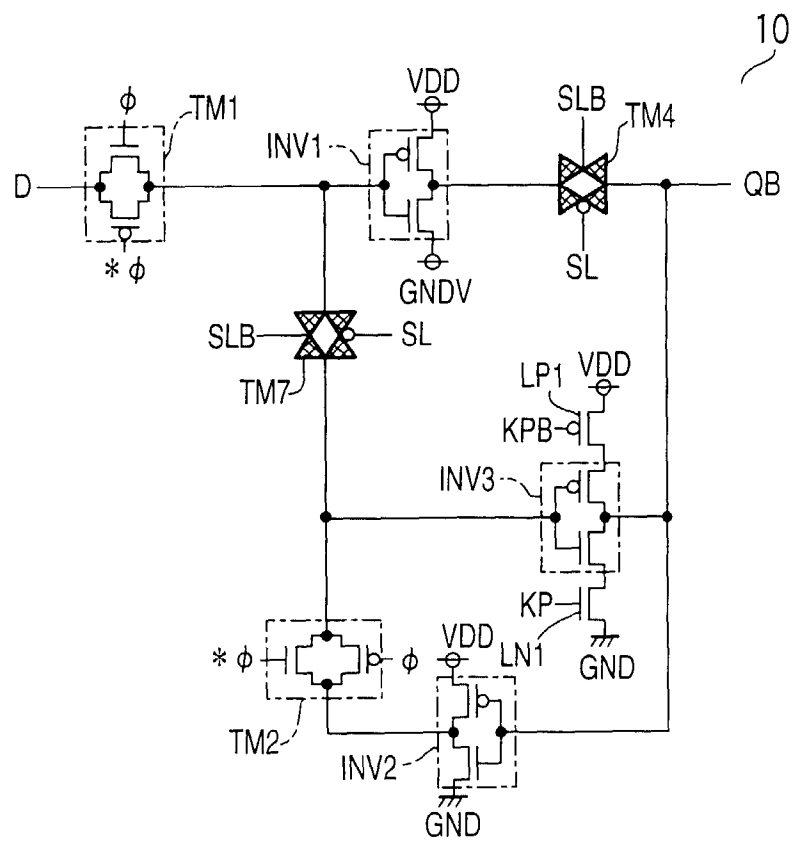 10
VDD
φ
TM1
INV1
SLB
TM4
D
QB
* φ
GNDV
SL
SLB
SL
TM7
LP1
VDD
KPB
INV3
KP
LN1
GND
* φ
φ
VDD
TM2
INV2
GND